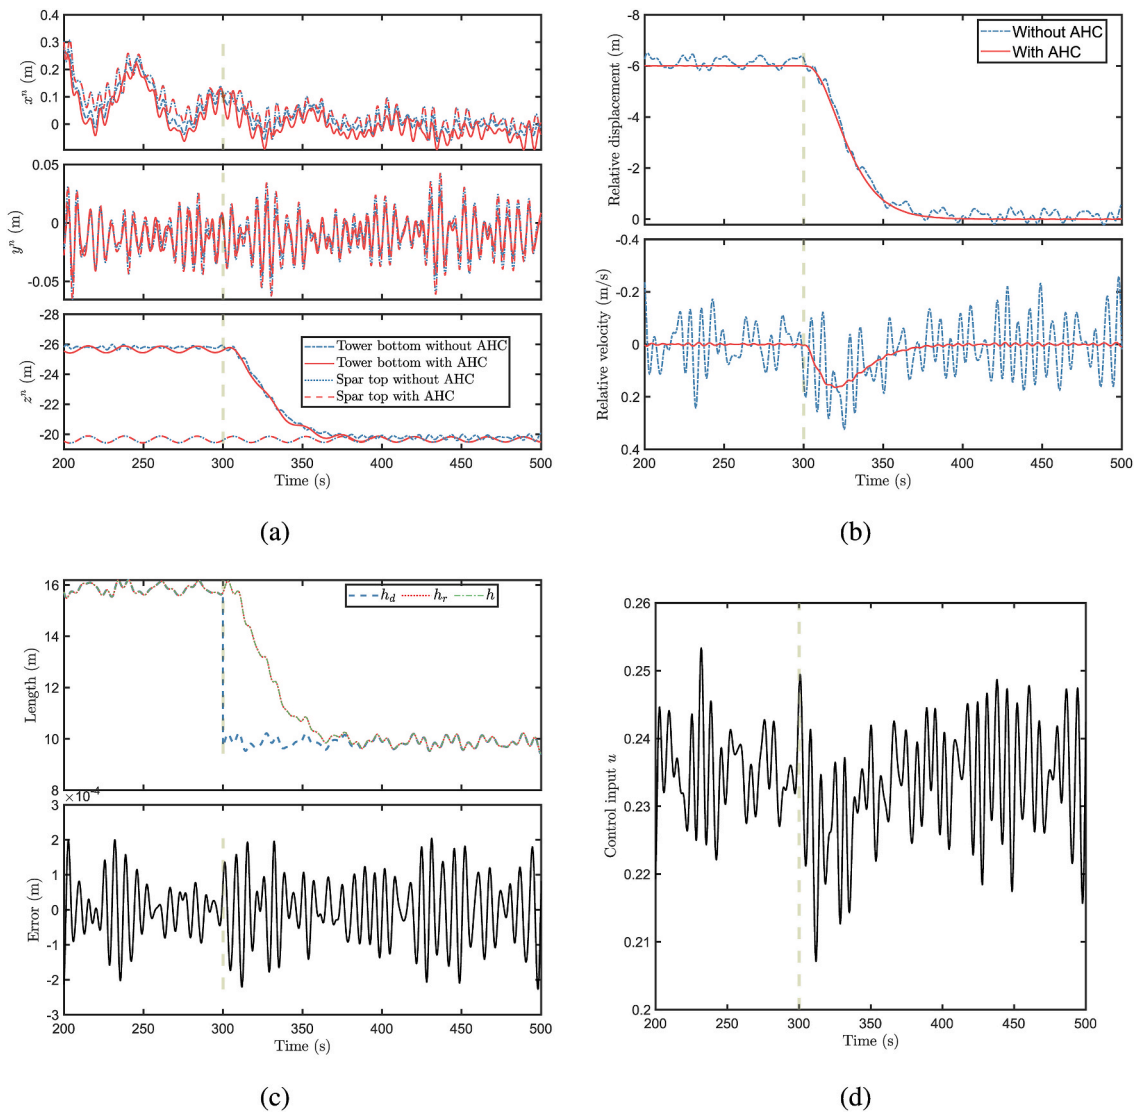 0.4
0.3
0.2
0.1
0
xⁿ (m)
0.05
0
-0.05
yⁿ (m)
-28
-26
-24
-22
-20
zⁿ (m)
Tower bottom without AHC
Tower bottom with AHC
Spar top without AHC
Spar top with AHC
200 250 300 350 400 450 500
Time (s)
(a)
-8
-6
-4
-2
0
Relative displacement (m)
Without AHC
With AHC
-0.4
-0.2
0
0.2
0.4
Relative velocity (m/s)
200 250 300 350 400 450 500
Time (s)
(b)
16
14
12
10
8
Length (m)
h_d h_r h
×10⁻⁴
3
2
1
0
-1
-2
-3
Error (m)
200 250 300 350 400 450 500
Time (s)
(c)
0.26
0.25
0.24
0.23
0.22
0.21
0.2
Control input u
200 250 300 350 400 450 500
Time (s)
(d)